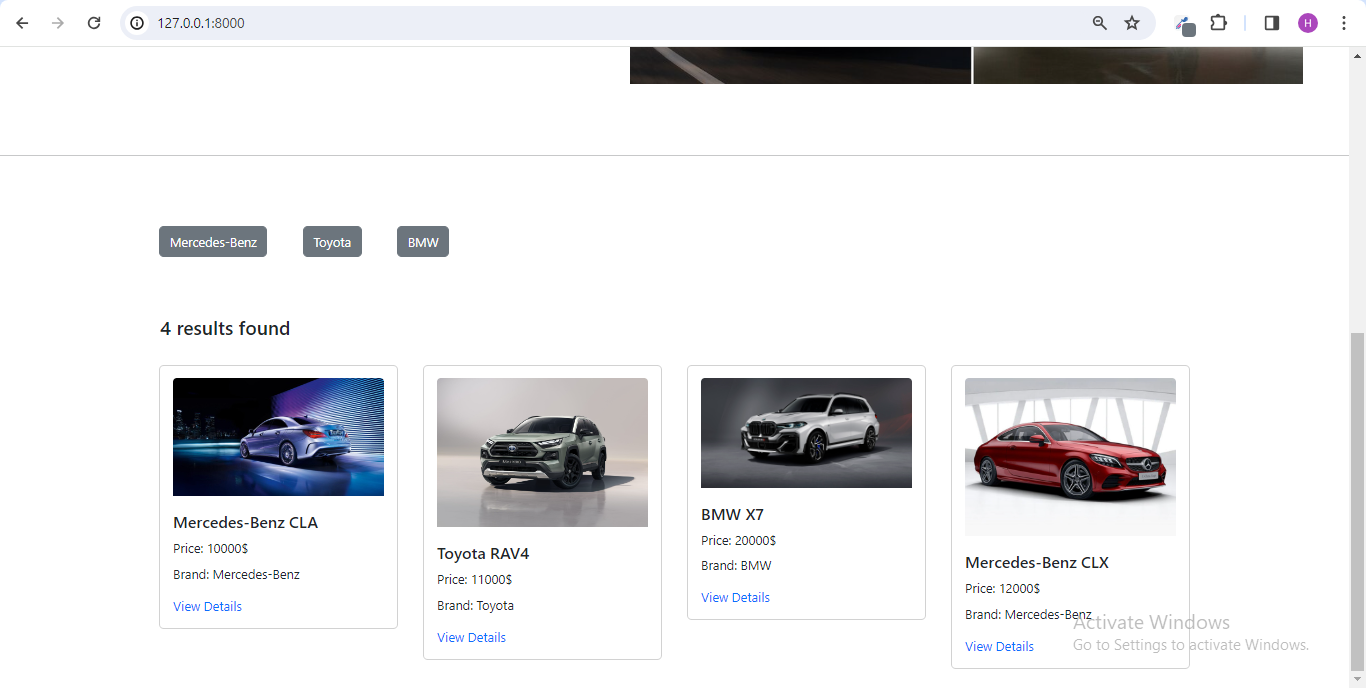 127.0.0.1:8000
H
Mercedes-Benz
Toyota
BMW
4 results found
Mercedes-Benz CLA
Price: 10000$
Brand: Mercedes-Benz
View Details
Toyota RAV4
Price: 11000$
Brand: Toyota
View Details
BMW X7
Price: 20000$
Brand: BMW
View Details
Mercedes-Benz CLX
Price: 12000$
Brand: Mercedes-Benz
View Details
Activate Windows
Go to Settings to activate Windows.